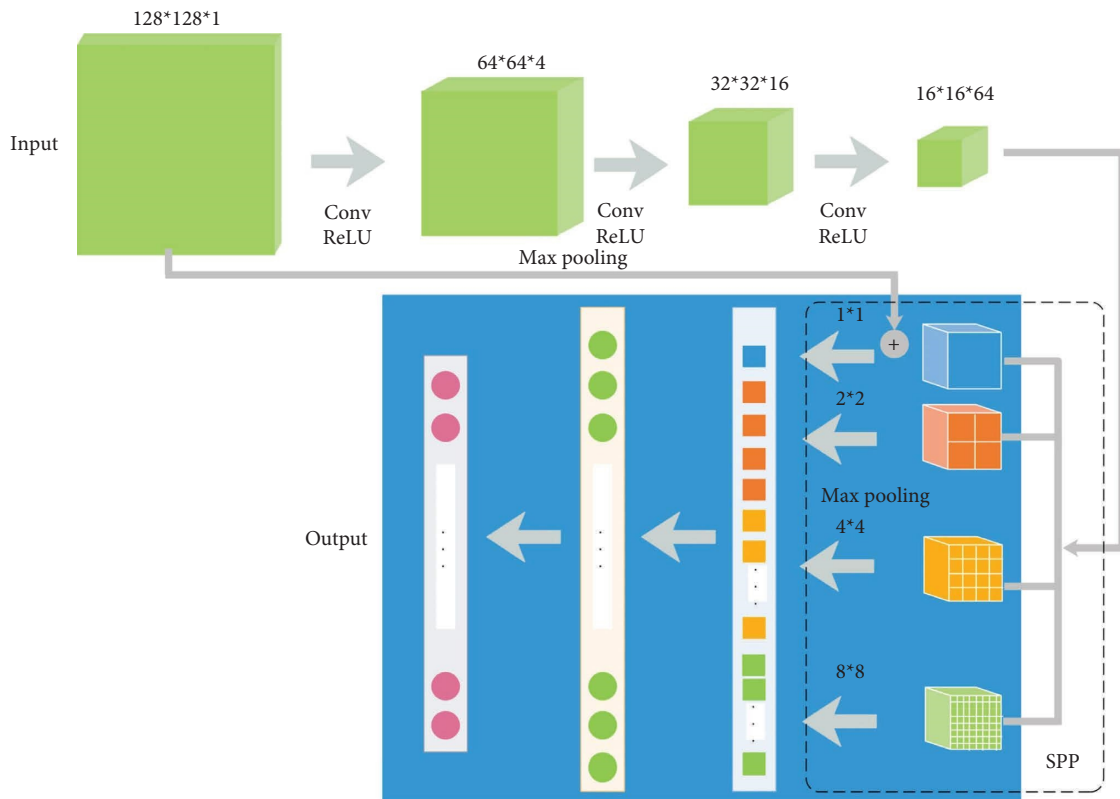 128*128*1
64*64*4
32*32*16
16*16*64
Input
Conv
ReLU
Conv
ReLU
Conv
ReLU
Max pooling
1*1
+
2*2
Max pooling
4*4
Output
8*8
SPP